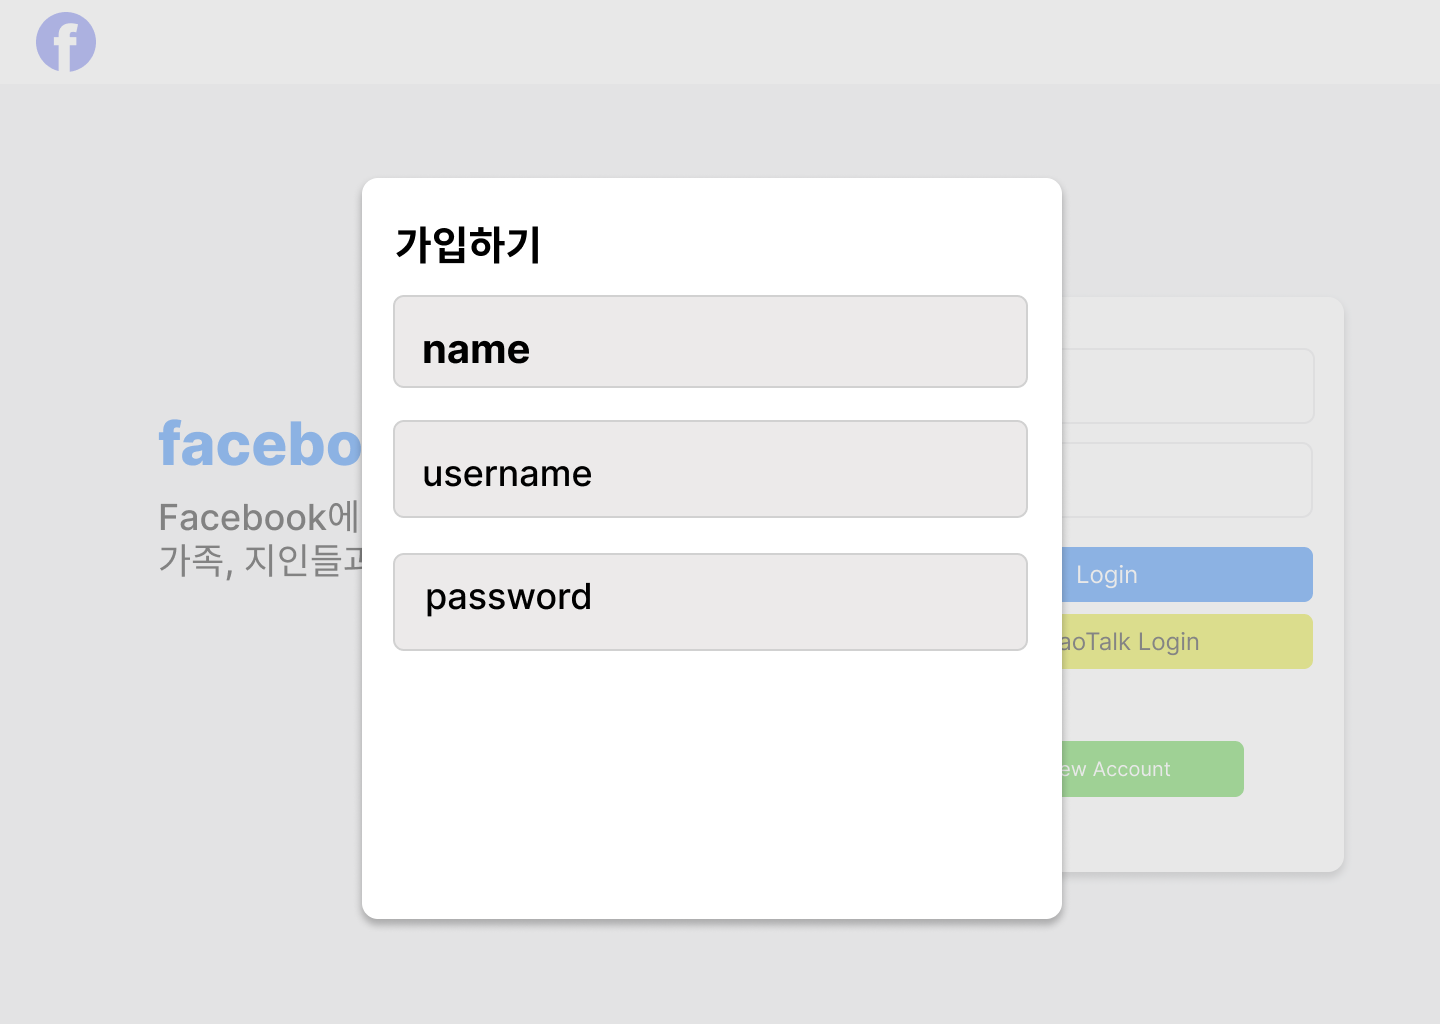 f
가입하기
name
username
password
facebo
Facebook에
가족, 지인들
Login
aoTalk Login
ew Account